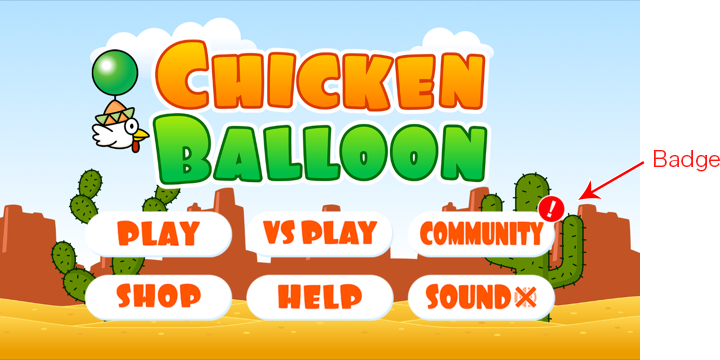 CHICKEN
BALLOON
Badge
!
PLAY
VS PLAY
COMMUNITY
SHOP
HELP
SOUND